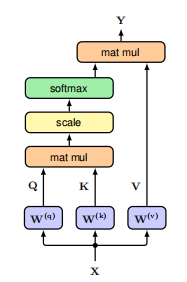 Y
mat mul
softmax
scale
mat mul
Q K V
W^(q) W^(k) W^(v)
X